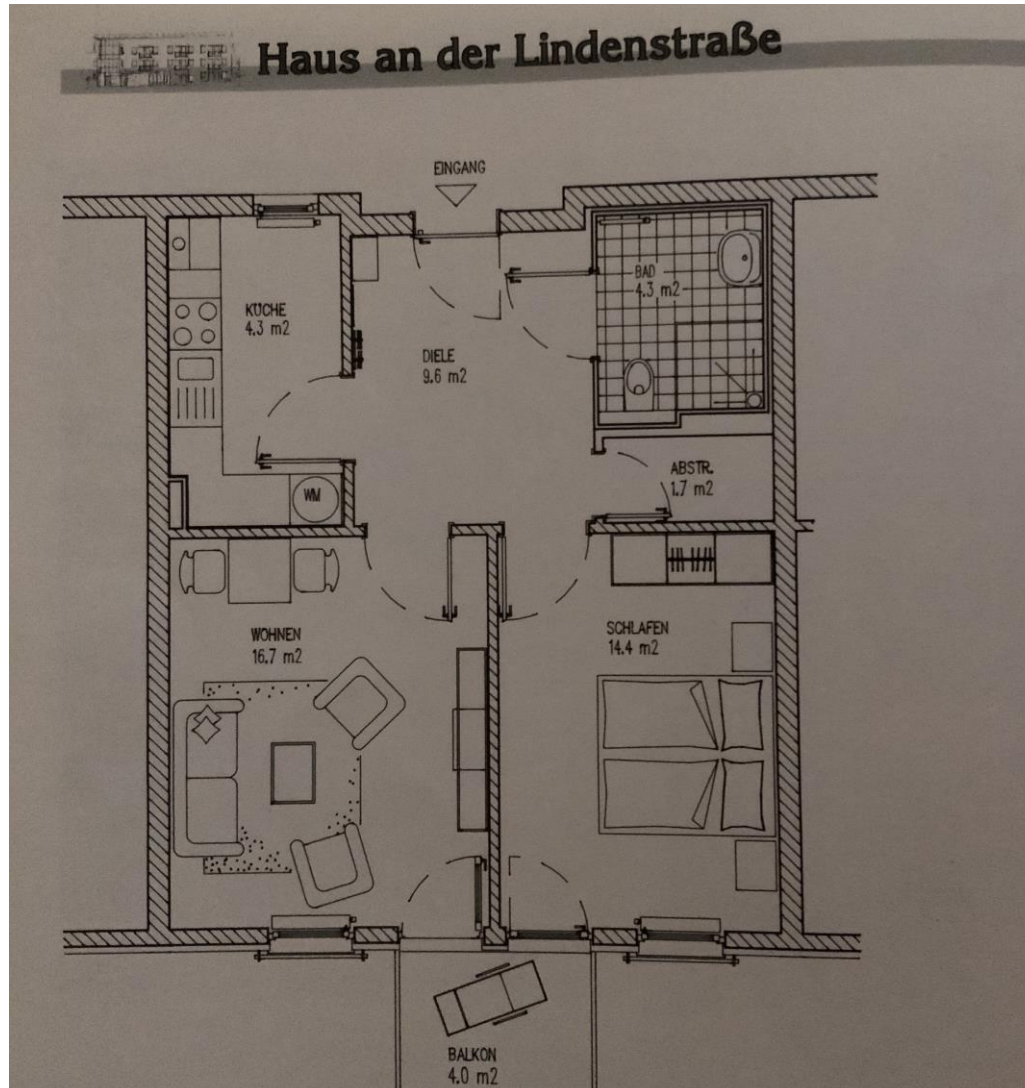 Haus an der Lindenstraße
EINGANG
KÜCHE
4.3 m2
BAD
4.3 m2
DIELE
9.6 m2
ABSTR.
1.7 m2
WM
WOHNEN
16.7 m2
SCHLAFEN
14.4 m2
BALKON
4.0 m2